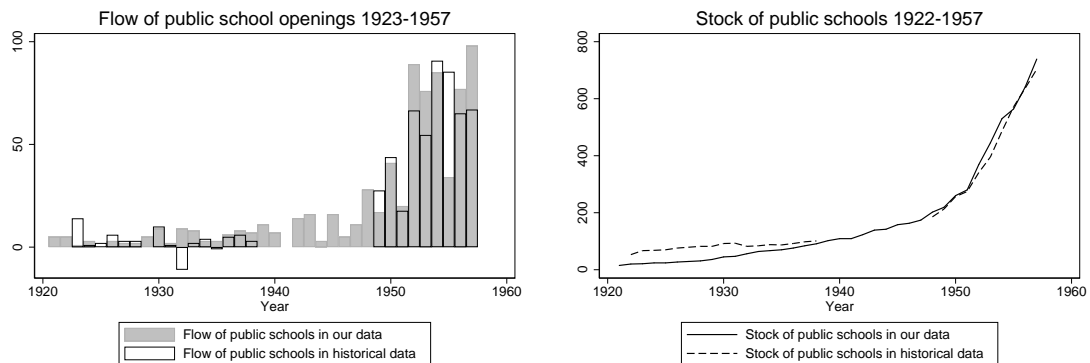 Flow of public school openings 1923-1957
100
50
0
1920 1930 1940 1950 1960
Year
Flow of public schools in our data
Flow of public schools in historical data
Stock of public schools 1922-1957
800
600
400
200
0
1920 1930 1940 1950 1960
Year
Stock of public schools in our data
Stock of public schools in historical data